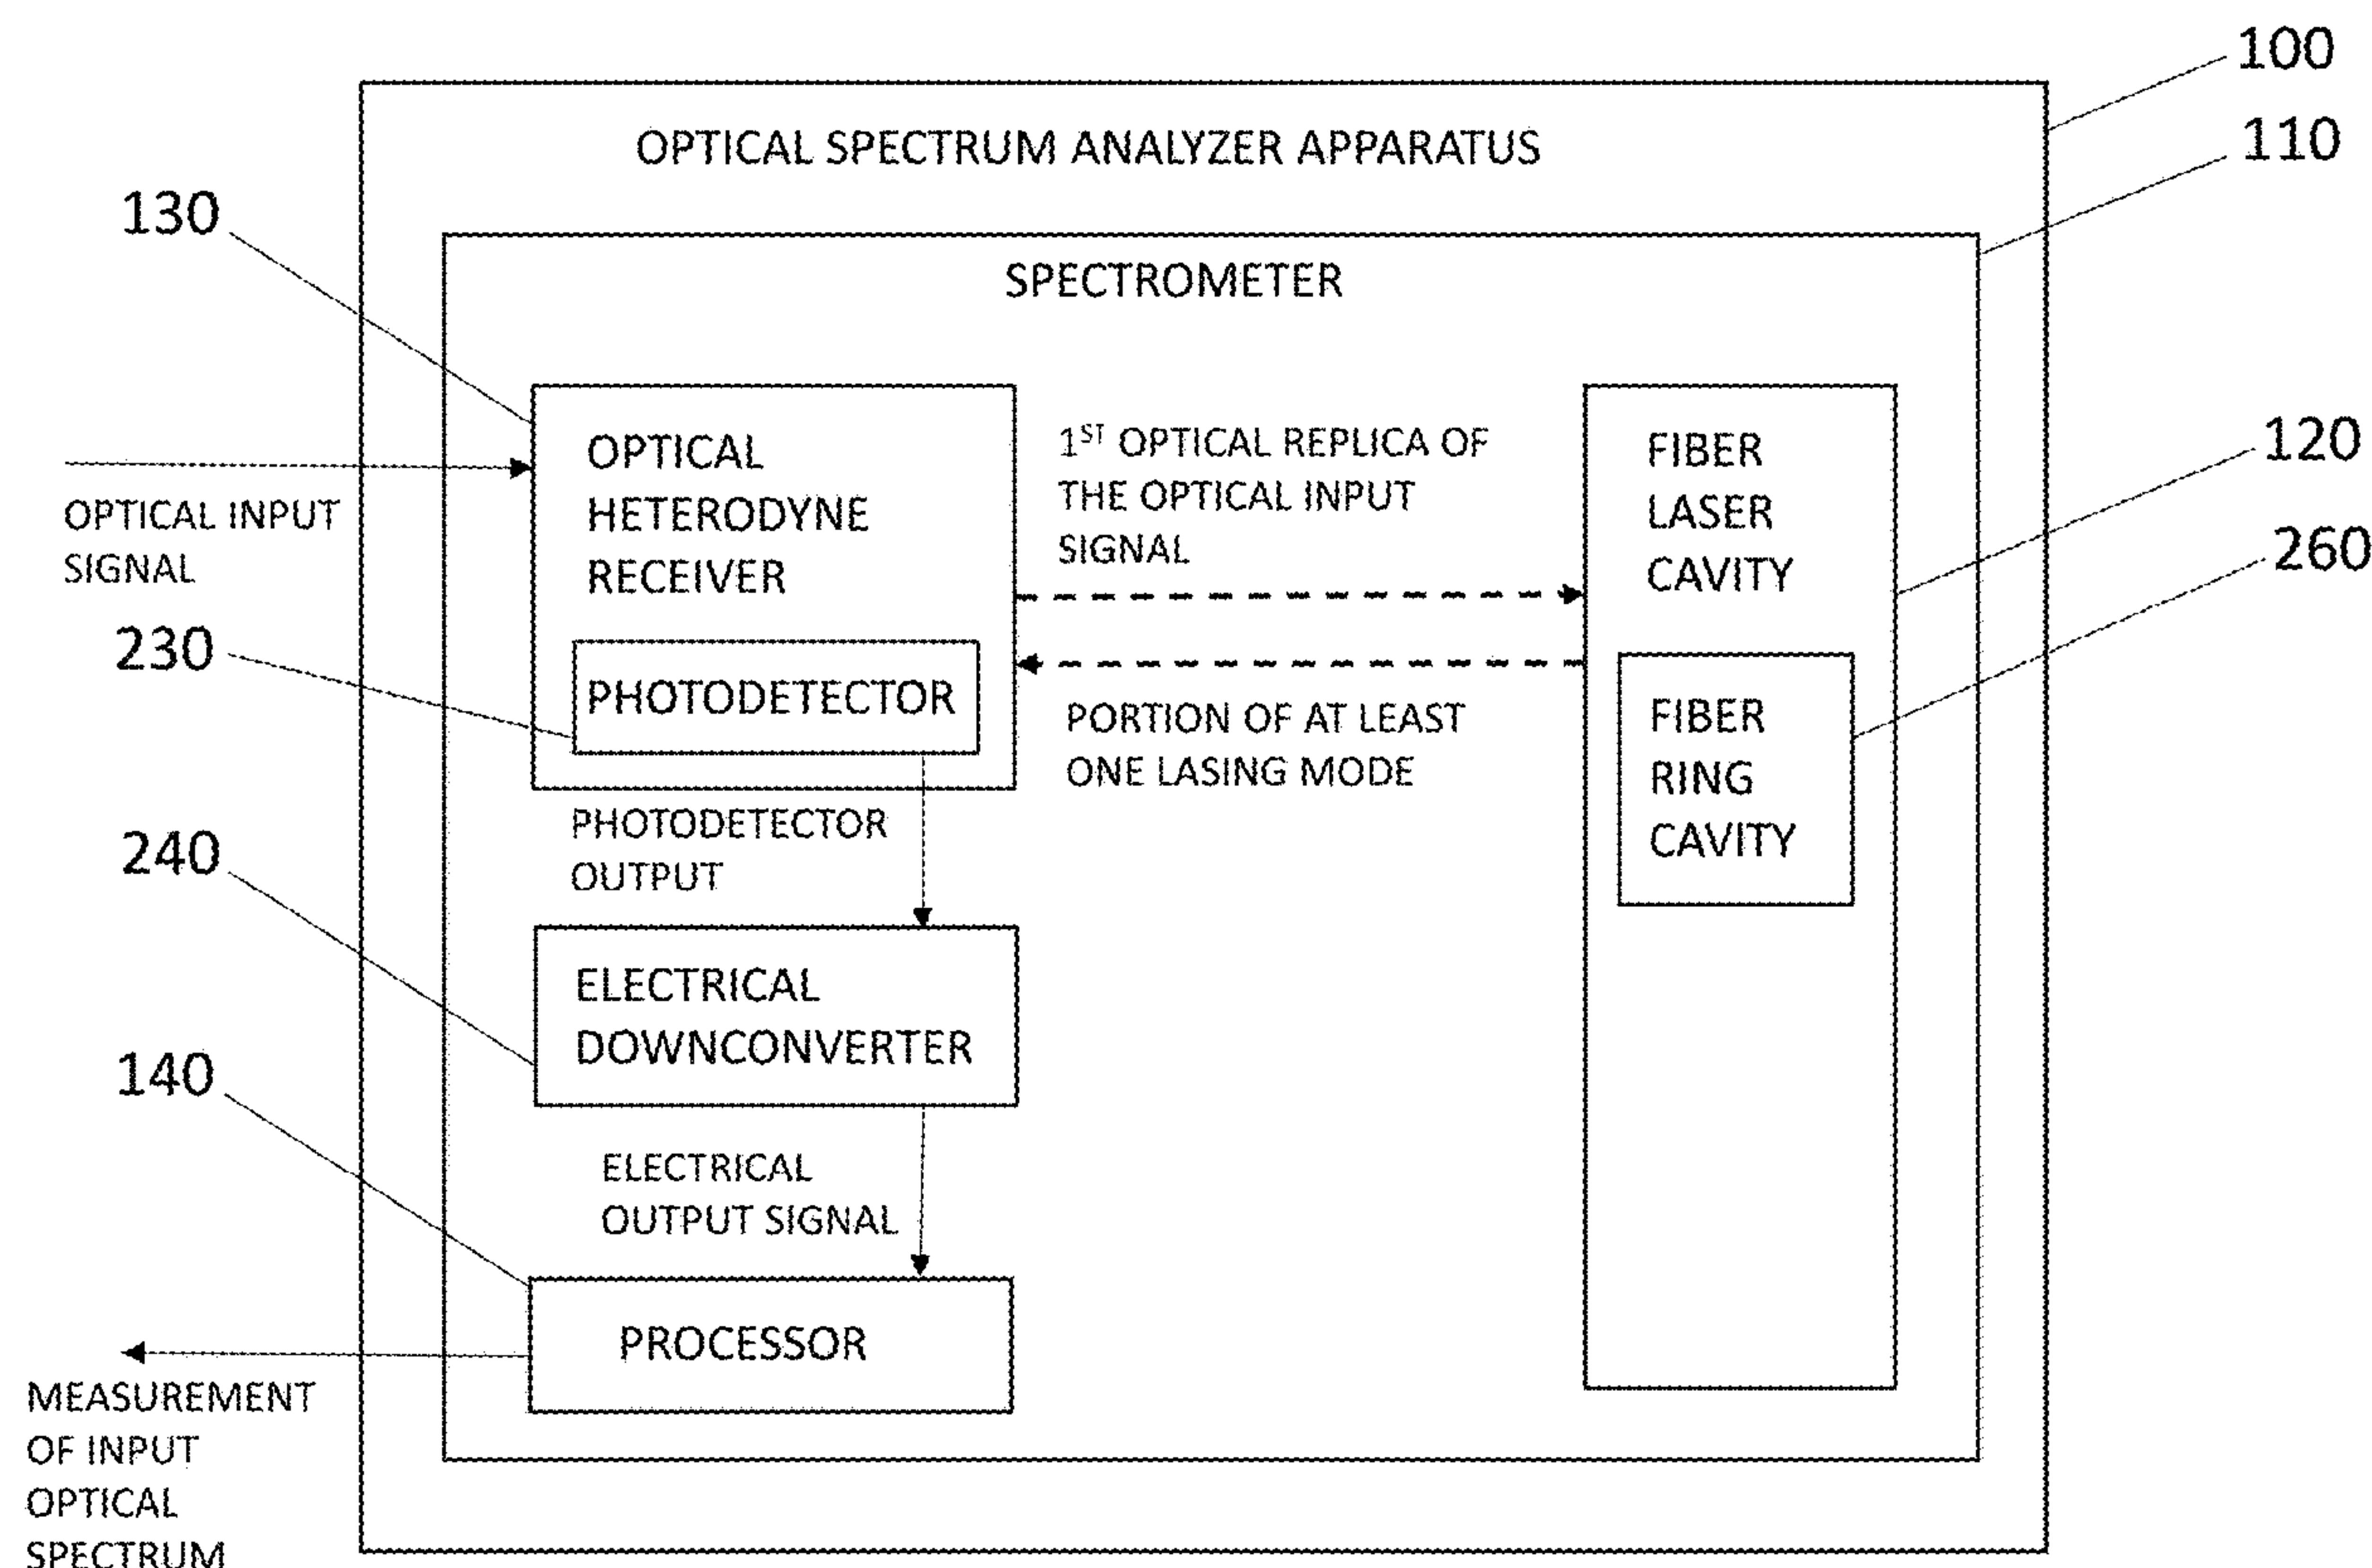 100
OPTICAL SPECTRUM ANALYZER APPARATUS
110
130
SPECTROMETER
OPTICAL INPUT
SIGNAL
OPTICAL
HETERODYNE
RECEIVER
1ST OPTICAL REPLICA OF
THE OPTICAL INPUT
SIGNAL
FIBER
LASER
CAVITY
120
260
230
PHOTODETECTOR
PORTION OF AT LEAST
ONE LASING MODE
FIBER
RING
CAVITY
PHOTODETECTOR
OUTPUT
240
ELECTRICAL
DOWNCONVERTER
140
ELECTRICAL
OUTPUT SIGNAL
PROCESSOR
MEASUREMENT
OF INPUT
OPTICAL
SPECTRUM